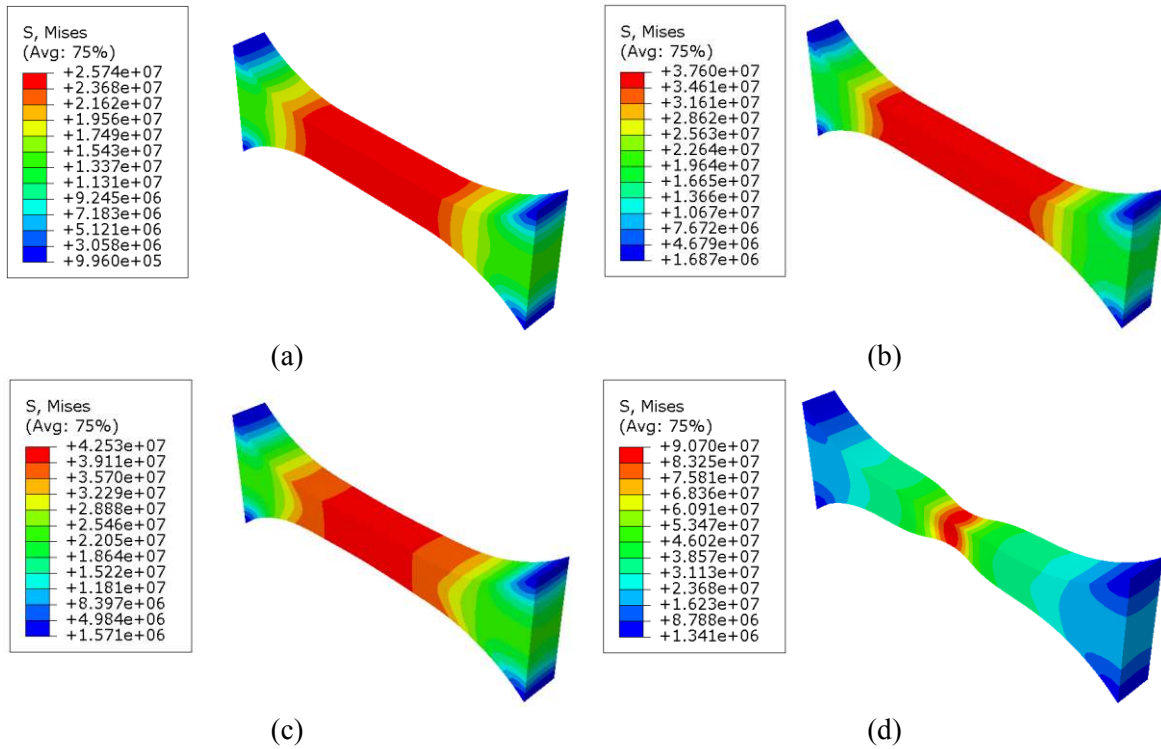 S, Mises
(Avg: 75%)
+2.574e+07
+2.368e+07
+2.162e+07
+1.956e+07
+1.749e+07
+1.543e+07
+1.337e+07
+1.131e+07
+9.245e+06
+7.183e+06
+5.121e+06
+3.058e+06
+9.960e+05
(a)
S, Mises
(Avg: 75%)
+3.760e+07
+3.461e+07
+3.161e+07
+2.862e+07
+2.563e+07
+2.264e+07
+1.964e+07
+1.665e+07
+1.366e+07
+1.067e+07
+7.672e+06
+4.679e+06
+1.687e+06
(b)
S, Mises
(Avg: 75%)
+4.253e+07
+3.911e+07
+3.570e+07
+3.229e+07
+2.888e+07
+2.546e+07
+2.205e+07
+1.864e+07
+1.522e+07
+1.181e+07
+8.397e+06
+4.984e+06
+1.571e+06
(c)
S, Mises
(Avg: 75%)
+9.070e+07
+8.325e+07
+7.581e+07
+6.836e+07
+6.091e+07
+5.347e+07
+4.602e+07
+3.857e+07
+3.113e+07
+2.368e+07
+1.623e+07
+8.788e+06
+1.341e+06
(d)